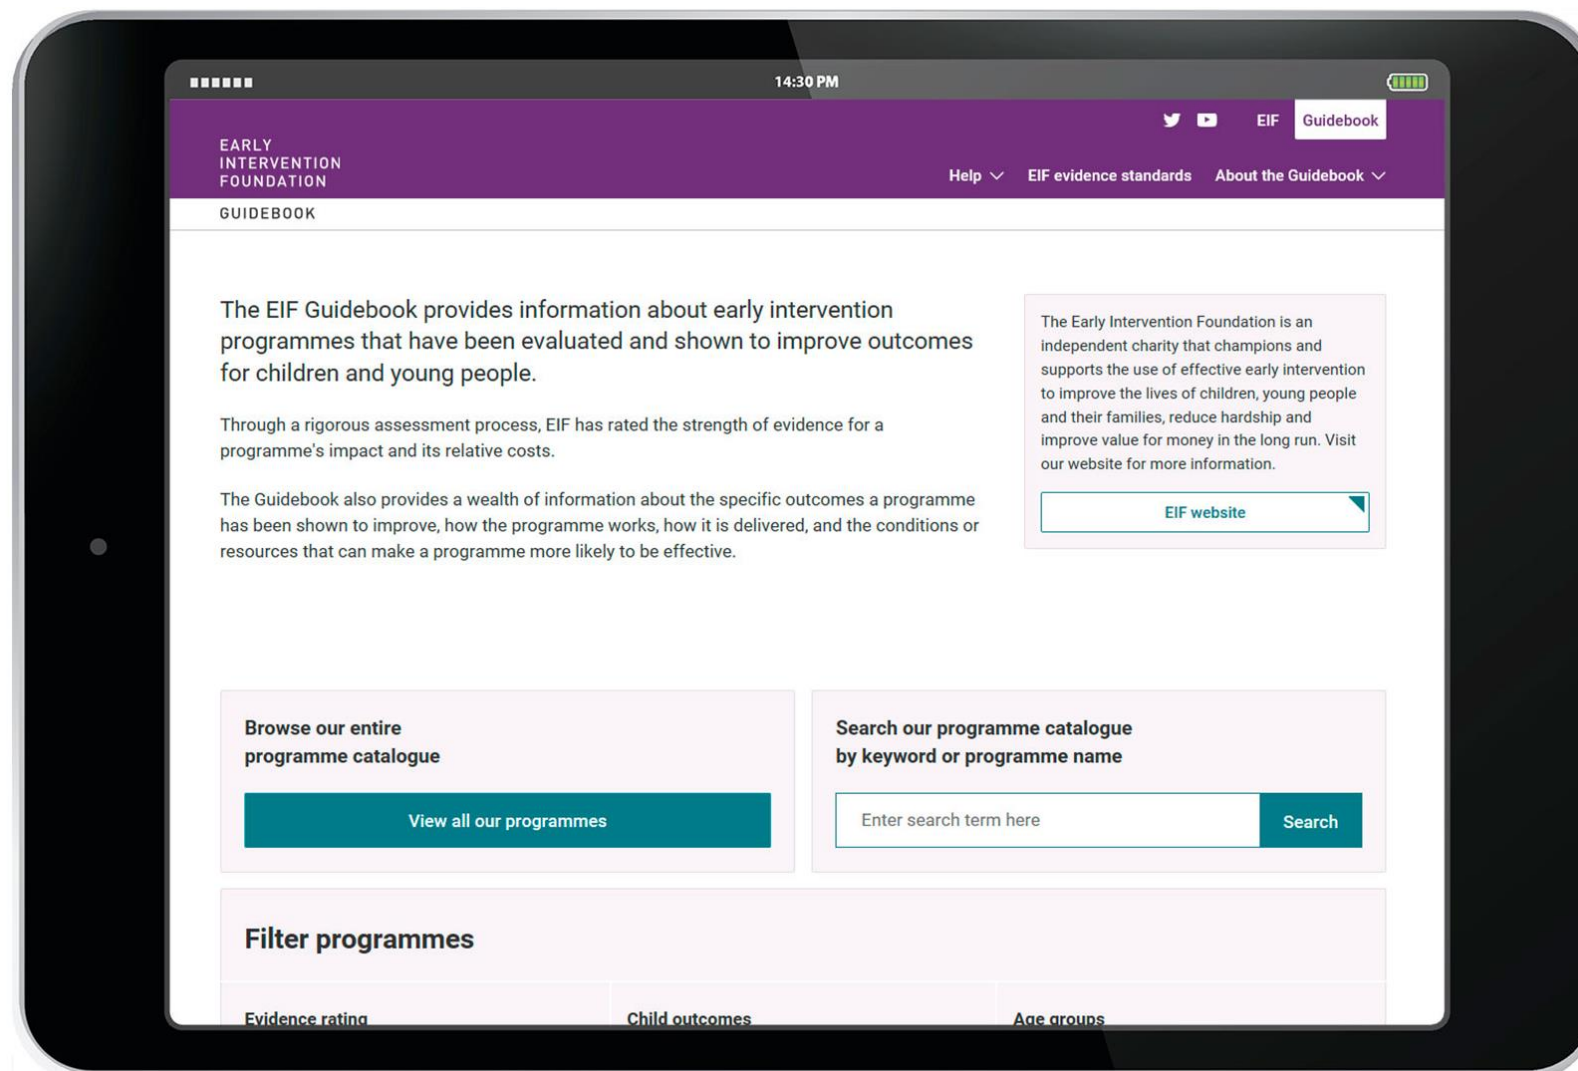 14:30 PM
EIF
Guidebook
EARLY
INTERVENTION
FOUNDATION
Help
EIF evidence standards
About the Guidebook
GUIDEBOOK
The EIF Guidebook provides information about early intervention
programmes that have been evaluated and shown to improve outcomes
for children and young people.
Through a rigorous assessment process, EIF has rated the strength of evidence for a
programme's impact and its relative costs.
The Guidebook also provides a wealth of information about the specific outcomes a programme
has been shown to improve, how the programme works, how it is delivered, and the conditions or
resources that can make a programme more likely to be effective.
The Early Intervention Foundation is an
independent charity that champions and
supports the use of effective early intervention
to improve the lives of children, young people
and their families, reduce hardship and
improve value for money in the long run. Visit
our website for more information.
EIF website
Browse our entire
programme catalogue
View all our programmes
Search our programme catalogue
by keyword or programme name
Enter search term here
Search
Filter programmes
Evidence rating
Child outcomes
Age groups